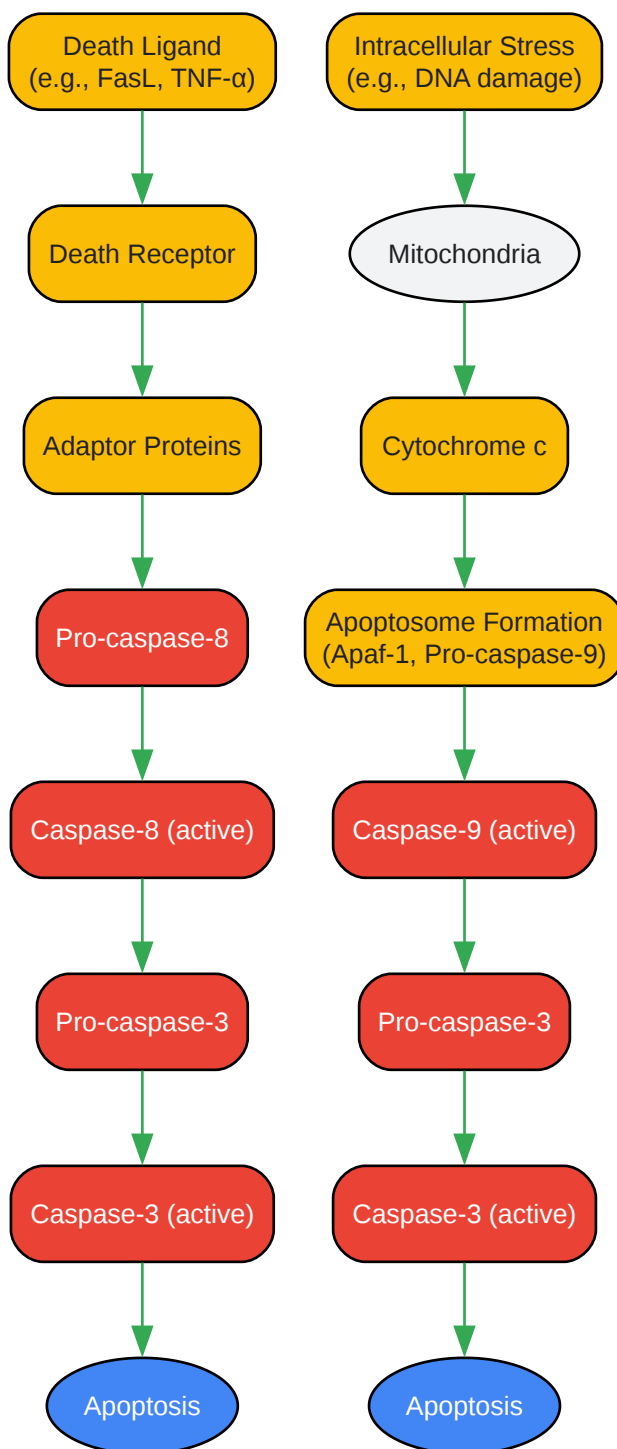 Death Ligand
(e.g., FasL, TNF-α)
Death Receptor
Adaptor Proteins
Pro-caspase-8
Caspase-8 (active)
Pro-caspase-3
Caspase-3 (active)
Apoptosis
Intracellular Stress
(e.g., DNA damage)
Mitochondria
Cytochrome c
Apoptosome Formation
(Apaf-1, Pro-caspase-9)
Caspase-9 (active)
Pro-caspase-3
Caspase-3 (active)
Apoptosis